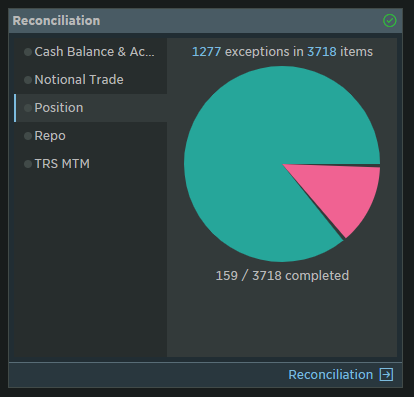 Reconciliation
Cash Balance & Ac...
Notional Trade
Position
Repo
TRS MTM
1277 exceptions in 3718 items
159 / 3718 completed
Reconciliation